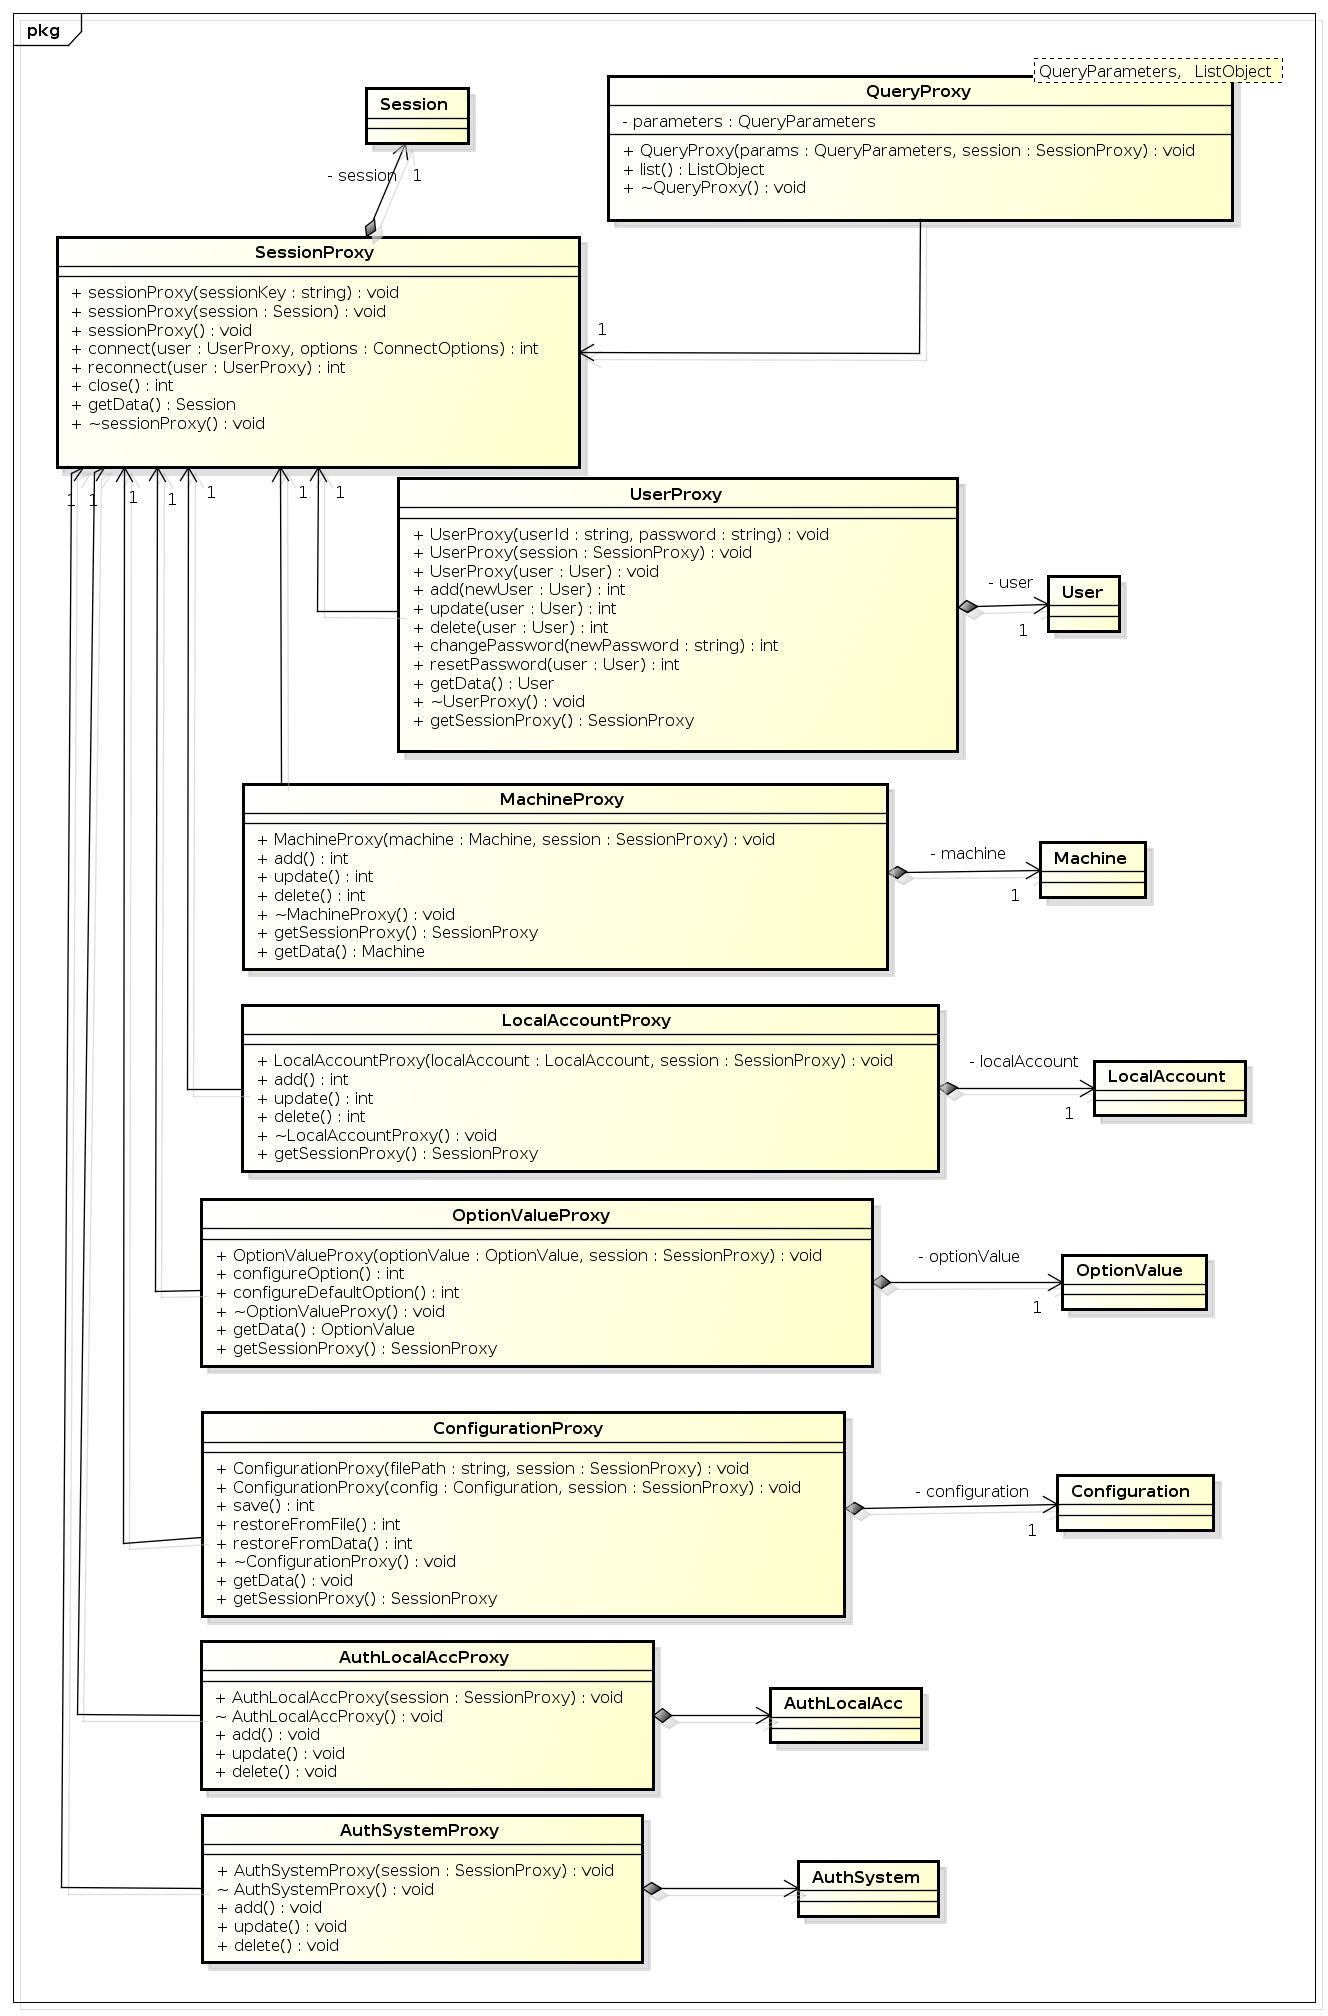 pkg
QueryParameters, ListObject
Session
QueryProxy
- parameters : QueryParameters
+ QueryProxy(params : QueryParameters, session : SessionProxy) : void
+ list() : ListObject
+ ~QueryProxy() : void
- session
1
SessionProxy
+ sessionProxy(sessionKey : string) : void
+ sessionProxy(session : Session) : void
+ sessionProxy() : void
+ connect(user : UserProxy, options : ConnectOptions) : int
+ reconnect(user : UserProxy) : int
+ close() : int
+ getData() : Session
+ ~sessionProxy() : void
1
1
1
1
1
1
1
1
UserProxy
+ UserProxy(userId : string, password : string) : void
+ UserProxy(session : SessionProxy) : void
+ UserProxy(user : User) : void
+ add(newUser : User) : int
+ update(user : User) : int
+ delete(user : User) : int
+ changePassword(newPassword : string) : int
+ resetPassword(user : User) : int
+ getData() : User
+ ~UserProxy() : void
+ getSessionProxy() : SessionProxy
- user
1
User
MachineProxy
+ MachineProxy(machine : Machine, session : SessionProxy) : void
+ add() : int
+ update() : int
+ delete() : int
+ ~MachineProxy() : void
+ getSessionProxy() : SessionProxy
+ getData() : Machine
- machine
1
Machine
LocalAccountProxy
+ LocalAccountProxy(localAccount : LocalAccount, session : SessionProxy) : void
+ add() : int
+ update() : int
+ delete() : int
+ ~LocalAccountProxy() : void
+ getSessionProxy() : SessionProxy
- localAccount
1
LocalAccount
OptionValueProxy
+ OptionValueProxy(optionValue : OptionValue, session : SessionProxy) : void
+ configureOption() : int
+ configureDefaultOption() : int
+ ~OptionValueProxy() : void
+ getData() : OptionValue
+ getSessionProxy() : SessionProxy
- optionValue
1
OptionValue
ConfigurationProxy
+ ConfigurationProxy(filePath : string, session : SessionProxy) : void
+ ConfigurationProxy(config : Configuration, session : SessionProxy) : void
+ save() : int
+ restoreFromFile() : int
+ restoreFromData() : int
+ ~ConfigurationProxy() : void
+ getData() : void
+ getSessionProxy() : SessionProxy
- configuration
1
Configuration
AuthLocalAccProxy
+ AuthLocalAccProxy(session : SessionProxy) : void
~ AuthLocalAccProxy() : void
+ add() : void
+ update() : void
+ delete() : void
AuthLocalAcc
AuthSystemProxy
+ AuthSystemProxy(session : SessionProxy) : void
~ AuthSystemProxy() : void
+ add() : void
+ update() : void
+ delete() : void
AuthSystem